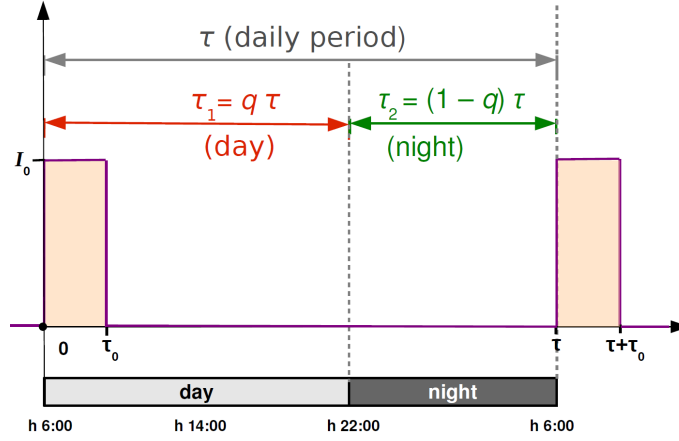 τ (daily period)
τ₁= q τ
(day)
τ₂ = (1 − q) τ
(night)
I₀
0
τ₀
τ
τ+τ₀
day
night
h 6:00
h 14:00
h 22:00
h 6:00